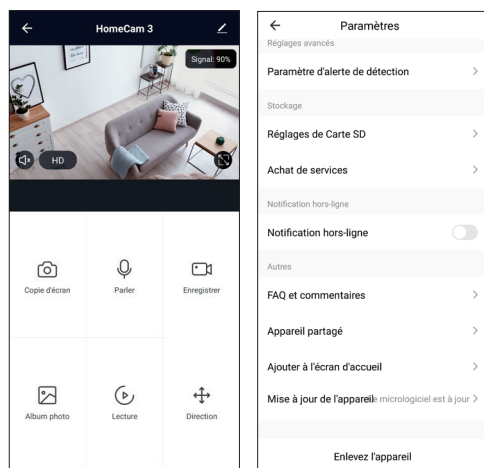 HomeCam 3
Signal: 90%
HD
Copie d'écran
Parler
Enregistrer
Album photo
Lecture
Direction
Paramètres
Réglages avancés
Paramètre d'alerte de détection
Stockage
Réglages de Carte SD
Achat de services
Notification hors-ligne
Notification hors-ligne
Autres
FAQ et commentaires
Appareil partagé
Ajouter à l'écran d'accueil
Mise à jour de l'appareil e micrologiciel est à jour
Enlevez l'appareil